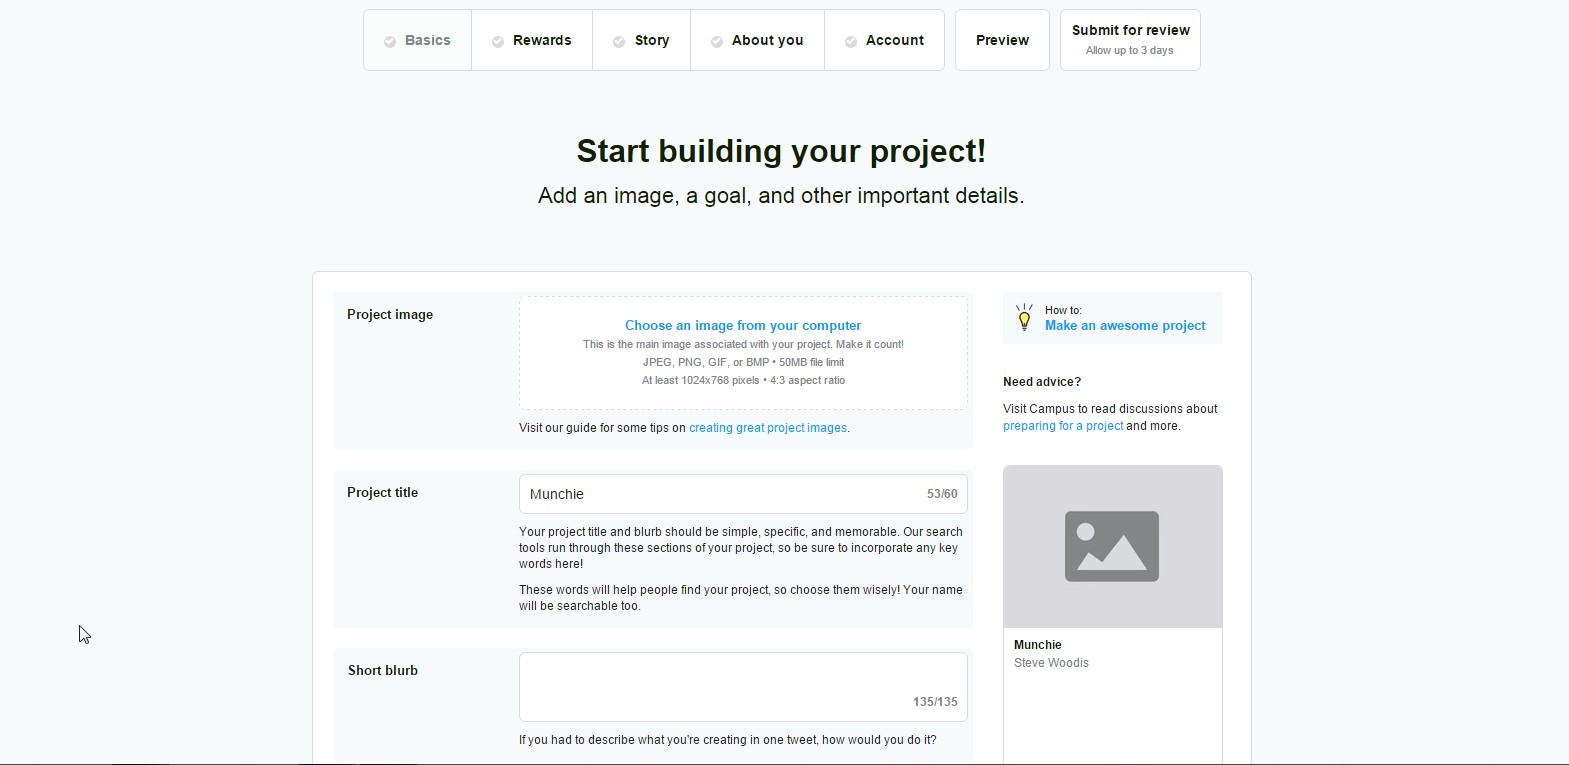 Basics
Rewards
Story
About you
Account
Preview
Submit for review
Allow up to 3 days
Start building your project!
Add an image, a goal, and other important details.
Project image
Choose an image from your computer
This is the main image associated with your project. Make it count!
JPEG, PNG, GIF, or BMP • 50MB file limit
At least 1024x768 pixels • 4:3 aspect ratio
Visit our guide for some tips on creating great project images.
Project title
Munchie
53/60
Your project title and blurb should be simple, specific, and memorable. Our search
tools run through these sections of your project, so be sure to incorporate any key
words here!
These words will help people find your project, so choose them wisely! Your name
will be searchable too.
Short blurb
135/135
If you had to describe what you're creating in one tweet, how would you do it?
How to:
Make an awesome project
Need advice?
Visit Campus to read discussions about
preparing for a project and more.
Munchie
Steve Woodis